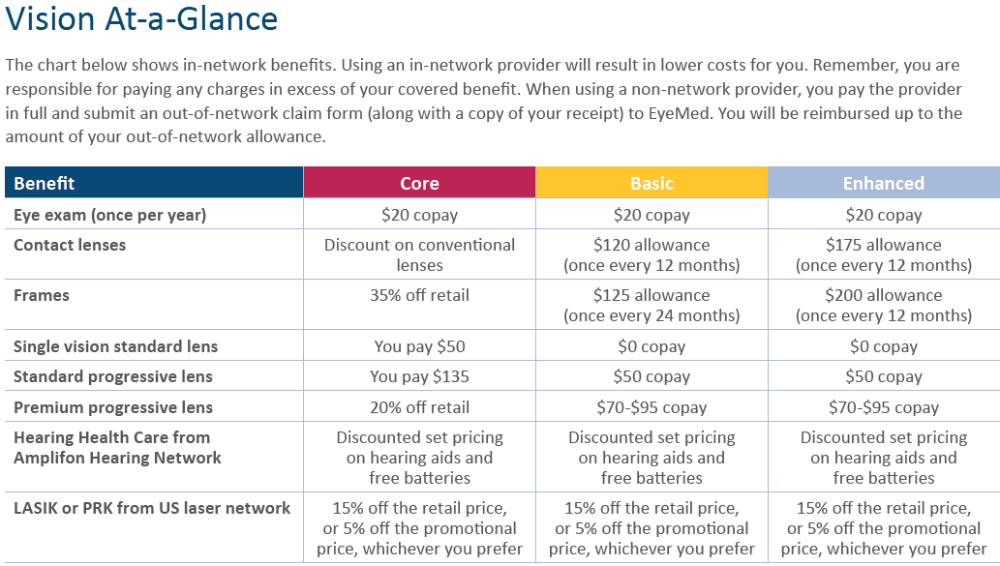 Vision At-a-Glance
The chart below shows in-network benefits. Using an in-network provider will result in lower costs for you. Remember, you are
responsible for paying any charges in excess of your covered benefit. When using a non-network provider, you pay the provider
in full and submit an out-of-network claim form (along with a copy of your receipt) to EyeMed. You will be reimbursed up to the
amount of your out-of-network allowance.
Benefit Core Basic Enhanced
Eye exam (once per year) $20 copay $20 copay $20 copay
Contact lenses Discount on conventional $120 allowance $175 allowance
lenses (once every 12 months) (once every 12 months)
Frames 35% off retail $125 allowance $200 allowance
(once every 24 months) (once every 12 months)
Single vision standard lens You pay $50 $0 copay $0 copay
Standard progressive lens You pay $135 $50 copay $50 copay
Premium progressive lens 20% off retail $70-$95 copay $70-$95 copay
Hearing Health Care from Discounted set pricing Discounted set pricing Discounted set pricing
Amplifon Hearing Network on hearing aids and on hearing aids and on hearing aids and
free batteries free batteries free batteries
LASIK or PRK from US laser network 15% off the retail price, 15% off the retail price, 15% off the retail price,
or 5% off the promotional or 5% off the promotional or 5% off the promotional
price, whichever you prefer price, whichever you prefer price, whichever you prefer